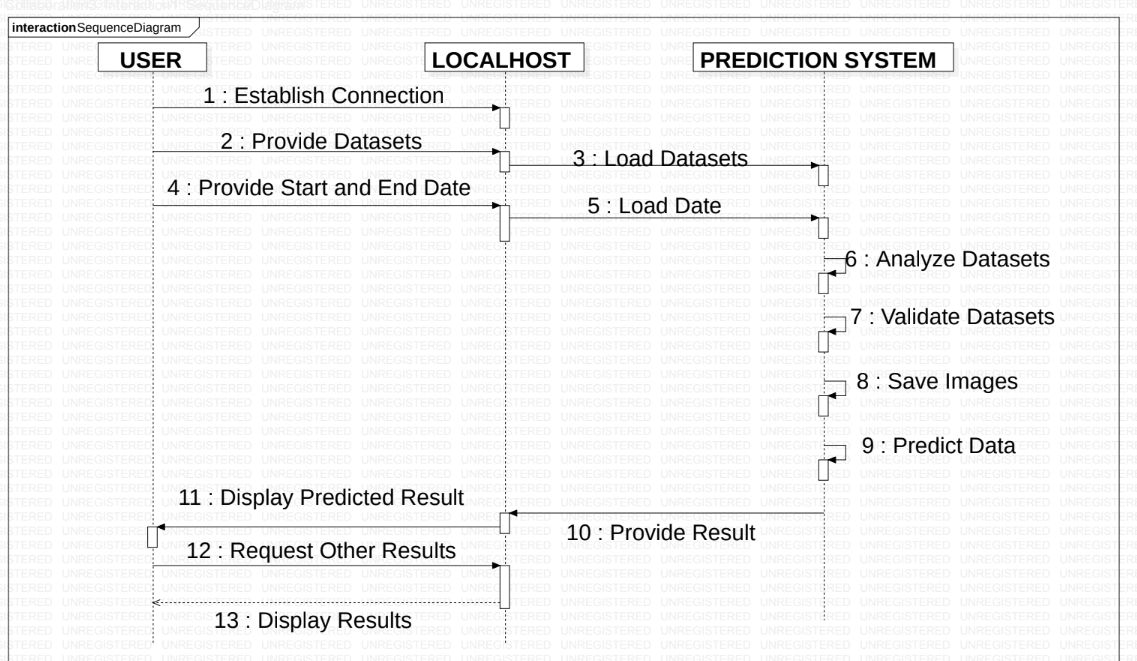 interaction SequenceDiagram
USER
LOCALHOST
PREDICTION SYSTEM
1 : Establish Connection
2 : Provide Datasets
3 : Load Datasets
4 : Provide Start and End Date
5 : Load Date
6 : Analyze Datasets
7 : Validate Datasets
8 : Save Images
9 : Predict Data
11 : Display Predicted Result
10 : Provide Result
12 : Request Other Results
13 : Display Results
UNREGISTERED